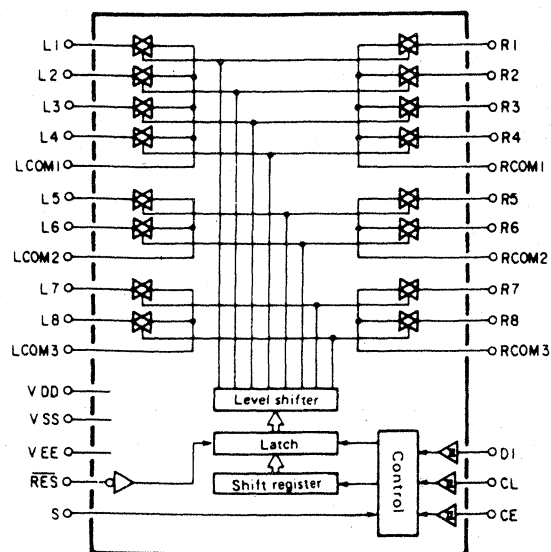 L1 R1
L2 R2
L3 R3
L4 R4
LCOM1 RCOM1
L5 R5
L6 R6
LCOM2 RCOM2
L7 R7
L8 R8
LCOM3 RCOM3
VDD
Level shifter
VSS
Latch
VEE DI
RES Shift register Control CL
S CE